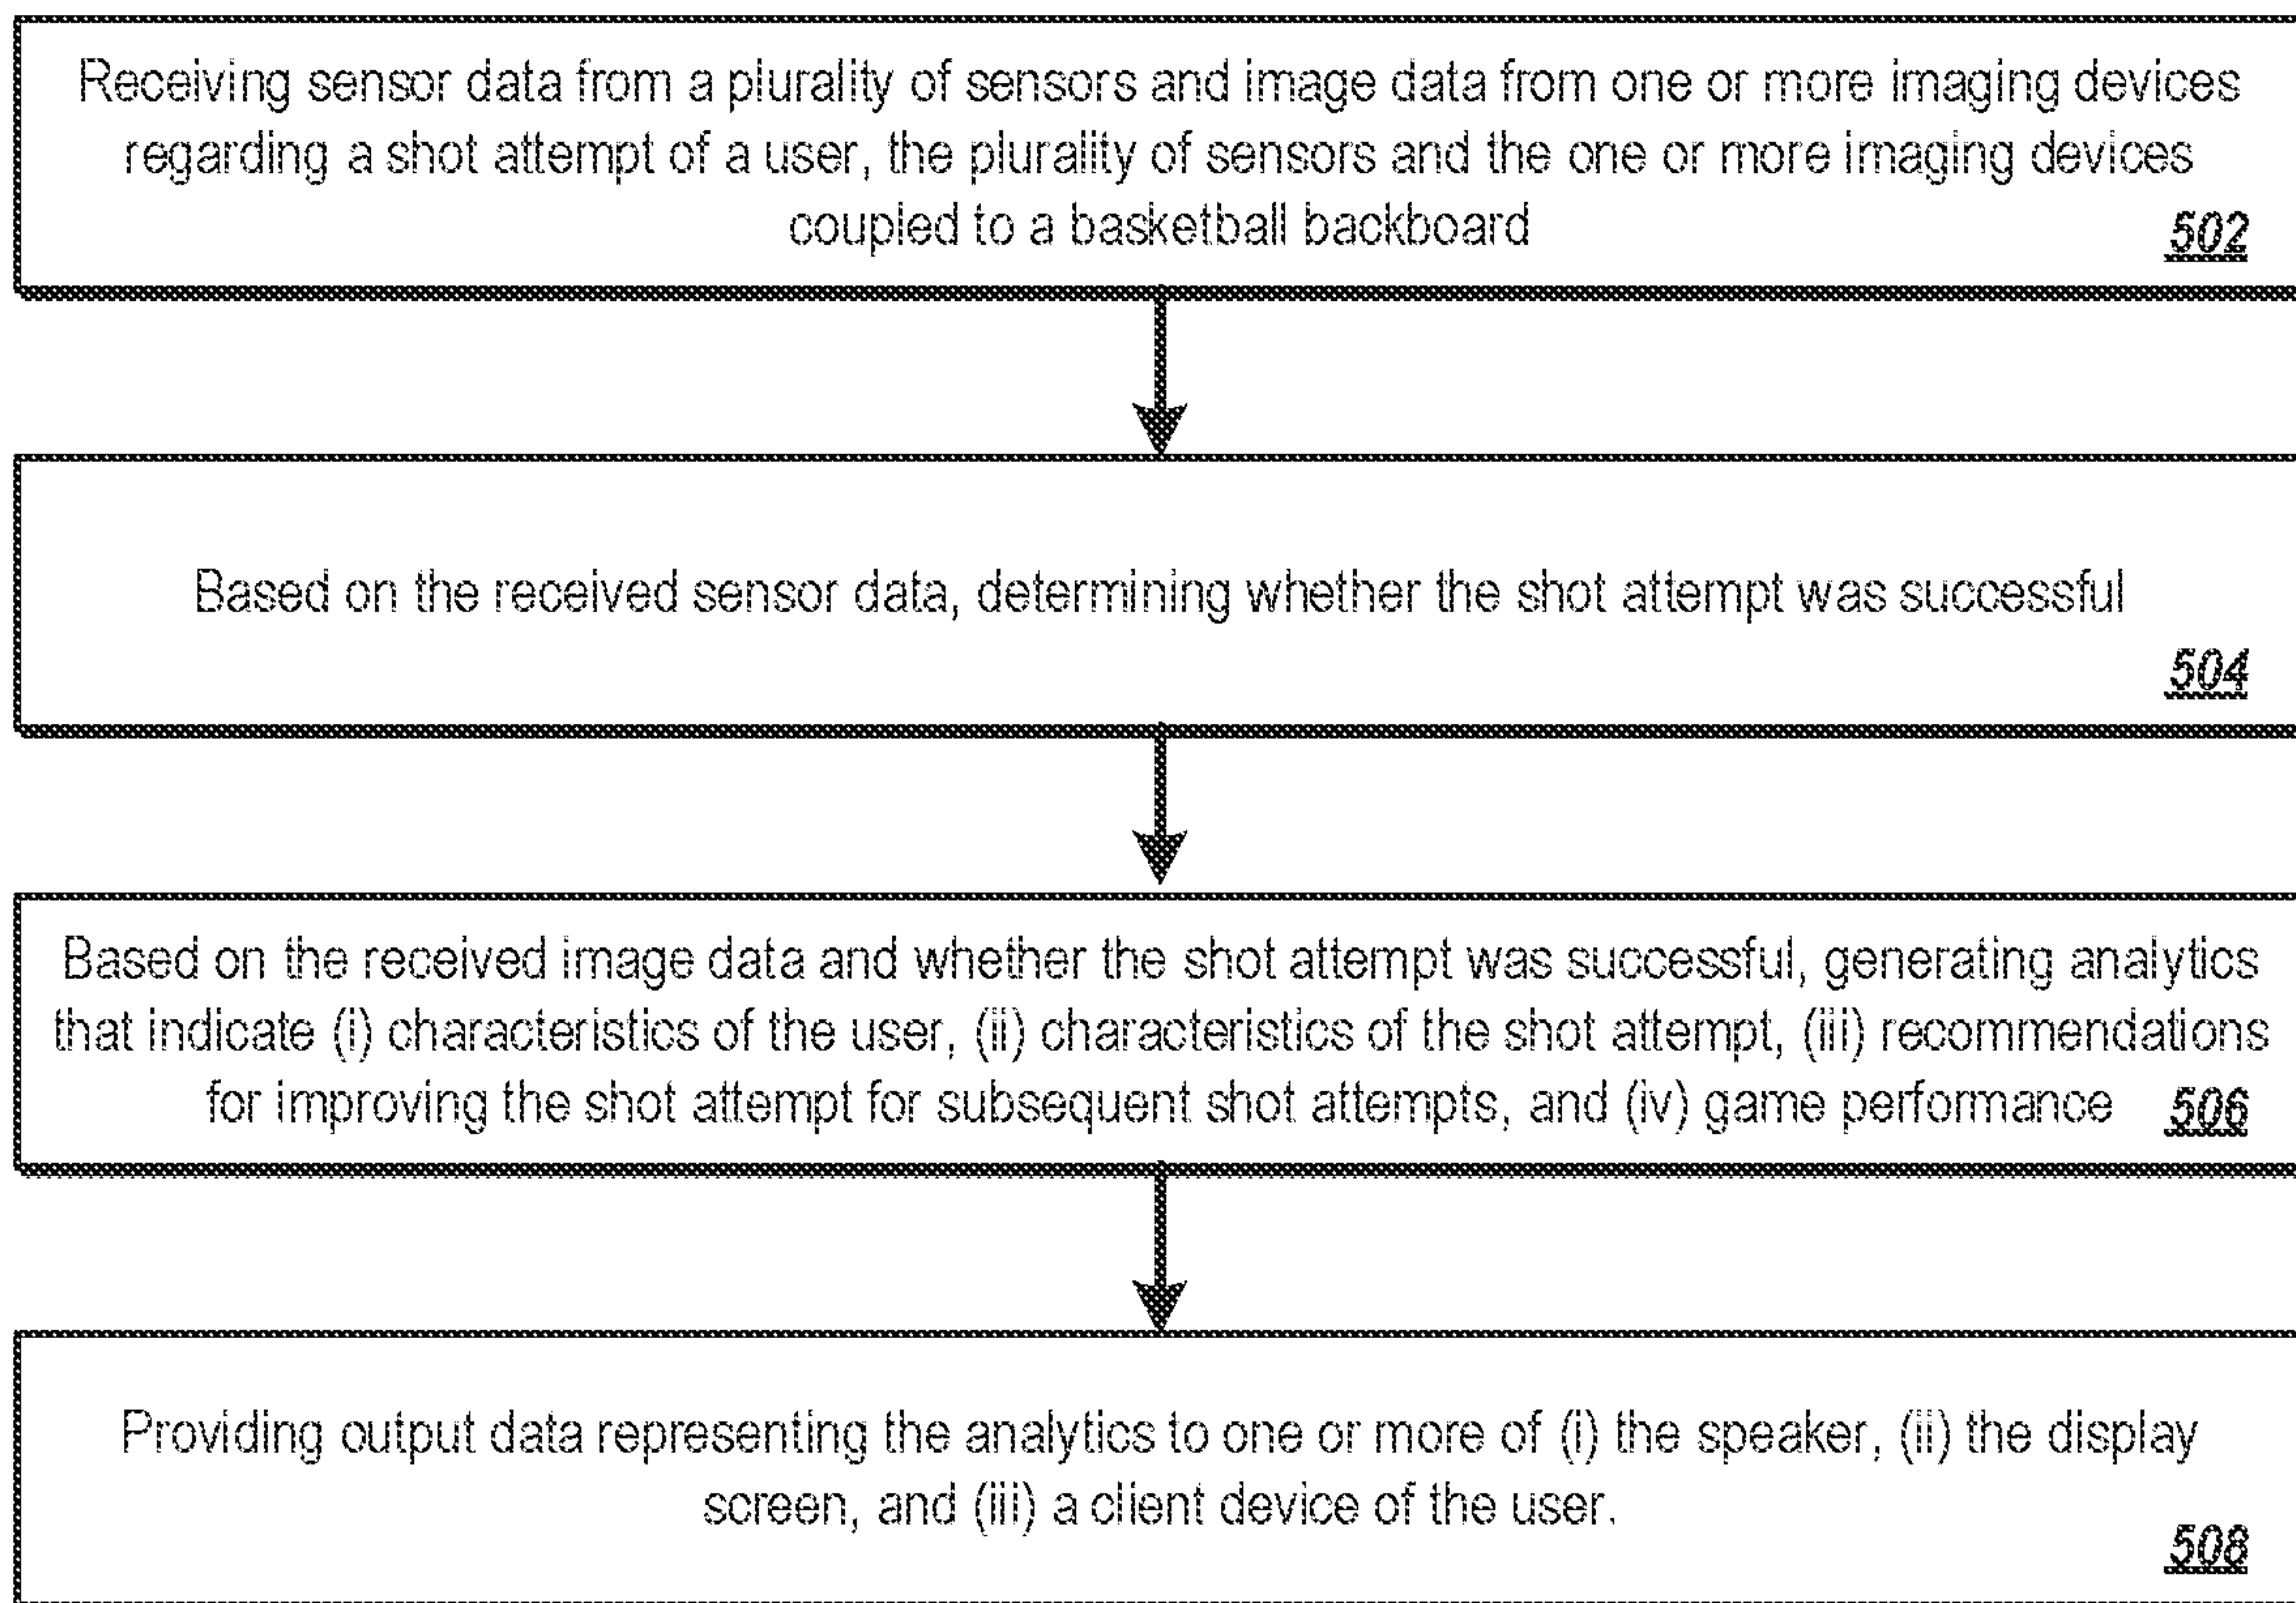 Receiving sensor data from a plurality of sensors and image data from one or more imaging devices
regarding a shot attempt of a user, the plurality of sensors and the one or more imaging devices
coupled to a basketball backboard
502
Based on the received sensor data, determining whether the shot attempt was successful
504
Based on the received image data and whether the shot attempt was successful, generating analytics
that indicate (i) characteristics of the user, (ii) characteristics of the shot attempt, (iii) recommendations
for improving the shot attempt for subsequent shot attempts, and (iv) game performance 506
Providing output data representing the analytics to one or more of (i) the speaker, (ii) the display
screen, and (iii) a client device of the user.
508